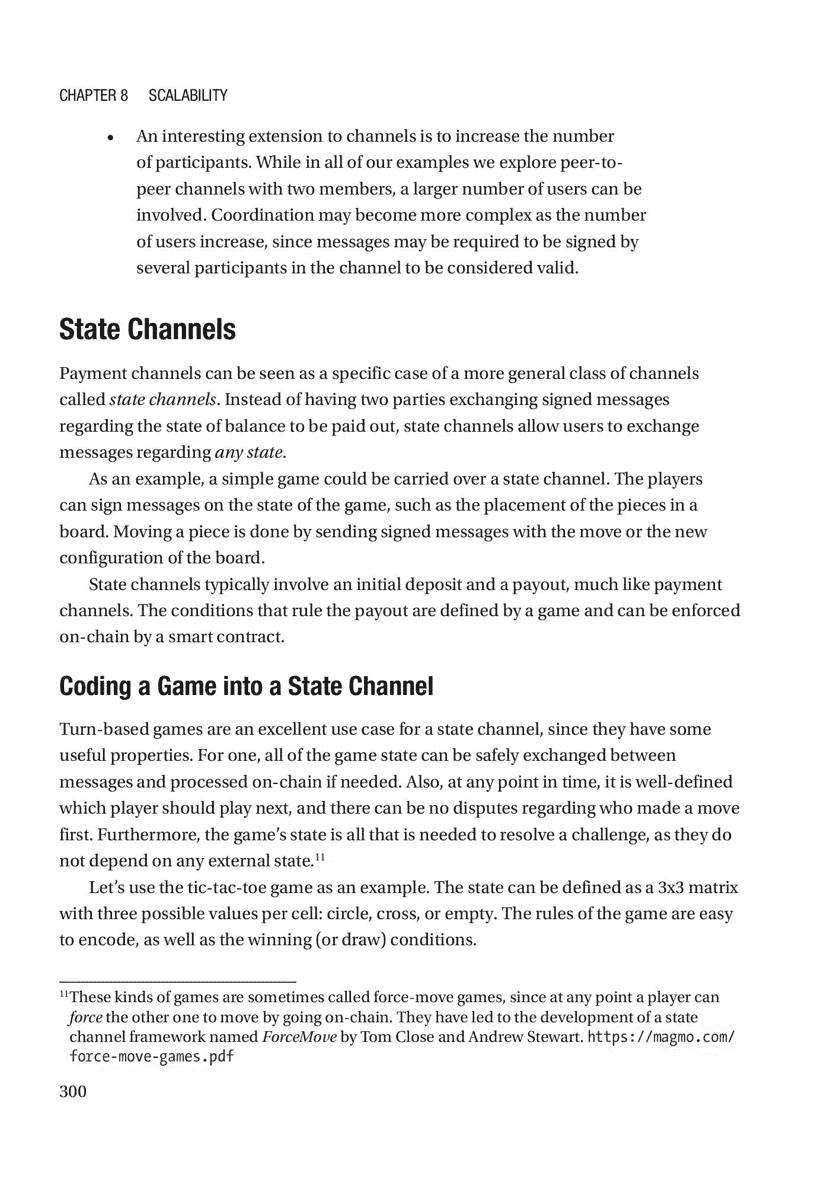 CHAPTER 8 SCALABILITY
• An interesting extension to channels is to increase the number
of participants. While in all of our examples we explore peer-to-
peer channels with two members, a larger number of users can be
involved. Coordination may become more complex as the number
of users increase, since messages may be required to be signed by
several participants in the channel to be considered valid.
State Channels
Payment channels can be seen as a specific case of a more general class of channels
called state channels. Instead of having two parties exchanging signed messages
regarding the state of balance to be paid out, state channels allow users to exchange
messages regarding any state.
As an example, a simple game could be carried over a state channel. The players
can sign messages on the state of the game, such as the placement of the pieces in a
board. Moving a piece is done by sending signed messages with the move or the new
configuration of the board.
State channels typically involve an initial deposit and a payout, much like payment
channels. The conditions that rule the payout are defined by a game and can be enforced
on-chain by a smart contract.
Coding a Game into a State Channel
Turn-based games are an excellent use case for a state channel, since they have some
useful properties. For one, all of the game state can be safely exchanged between
messages and processed on-chain if needed. Also, at any point in time, it is well-defined
which player should play next, and there can be no disputes regarding who made a move
first. Furthermore, the game's state is all that is needed to resolve a challenge, as they do
not depend on any external state.11
Let's use the tic-tac-toe game as an example. The state can be defined as a 3x3 matrix
with three possible values per cell: circle, cross, or empty. The rules of the game are easy
to encode, as well as the winning (or draw) conditions.
11These kinds of games are sometimes called force-move games, since at any point a player can
force the other one to move by going on-chain. They have led to the development of a state
channel framework named ForceMove by Tom Close and Andrew Stewart. https://magmo.com/
force-move-games.pdf
300